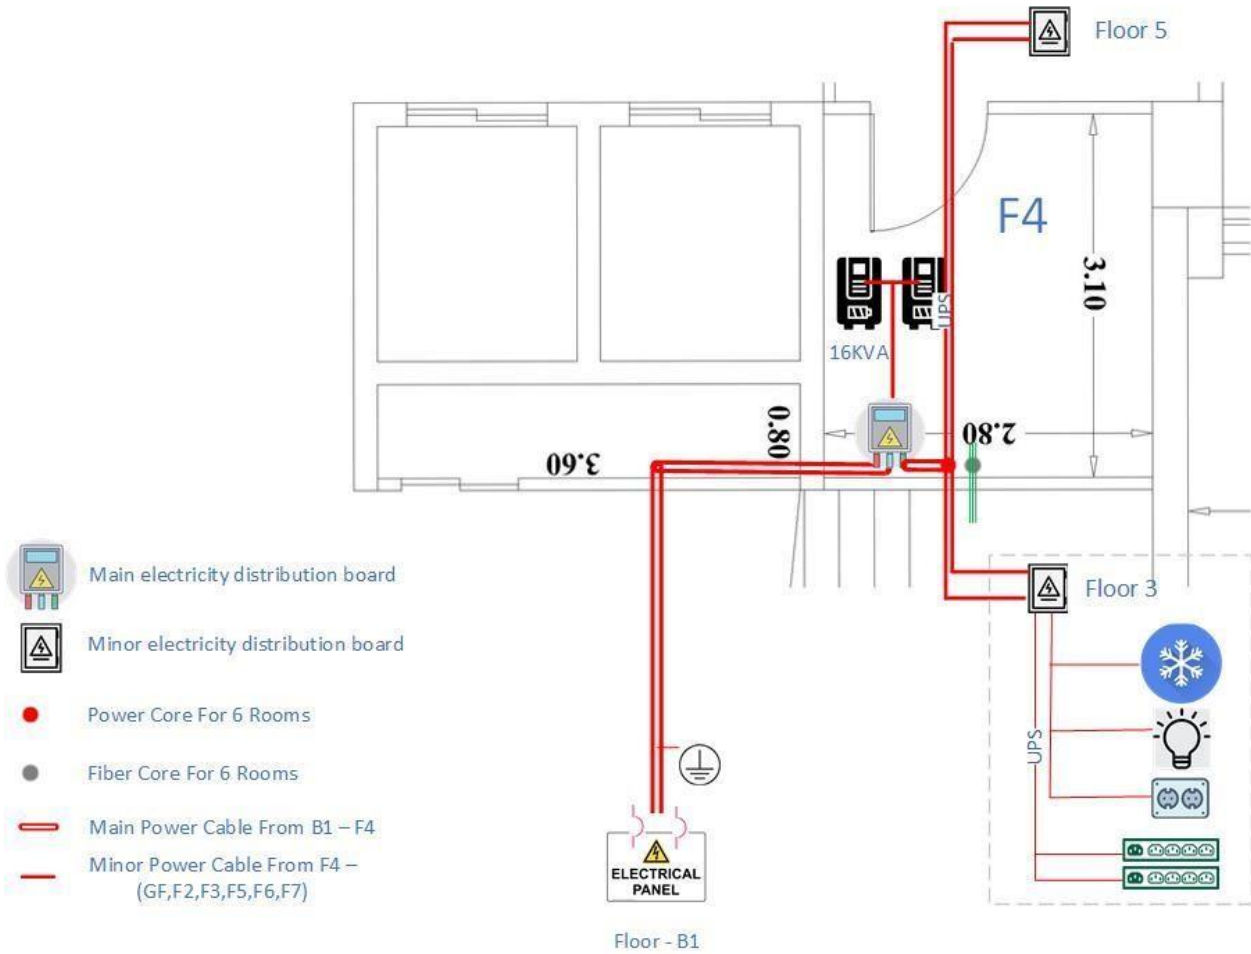 Floor 5
F4
3.10
UPS
16KVA
0.80
2.80
3.60
Main electricity distribution board
Floor 3
Minor electricity distribution board
Power Core For 6 Rooms
UPS
Fiber Core For 6 Rooms
Main Power Cable From B1 – F4
Minor Power Cable From F4 –
(GF,F2,F3,F5,F6,F7)
ELECTRICAL
PANEL
Floor - B1